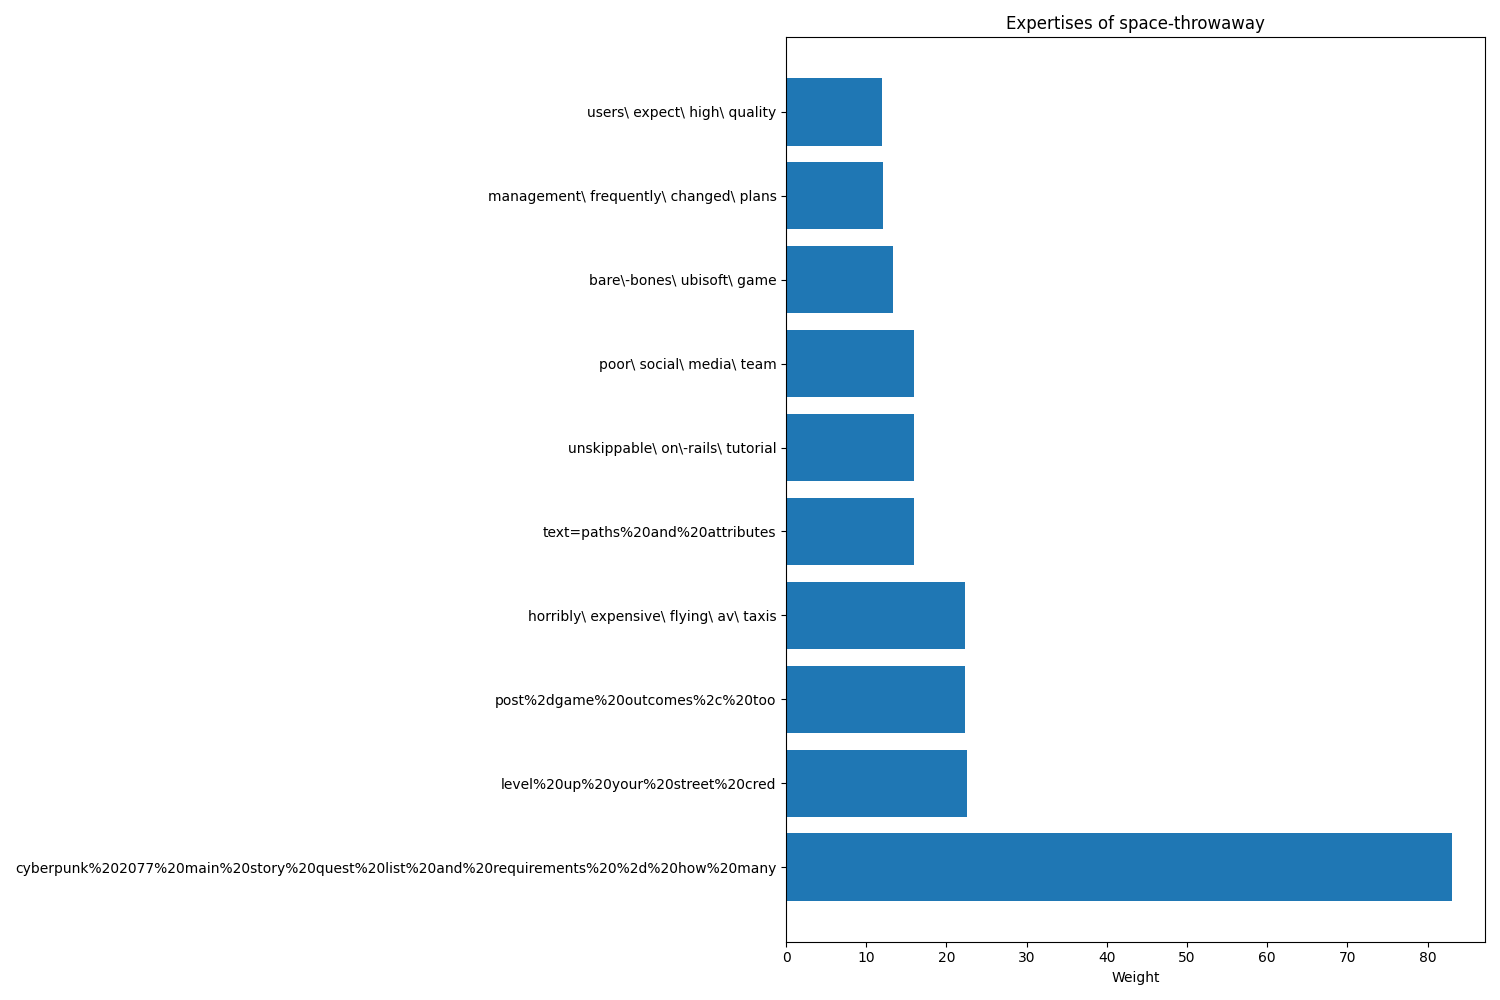 Expertises of space-throwaway
users\ expect\ high\ quality
management\ frequently\ changed\ plans
bare\-bones\ ubisoft\ game
poor\ social\ media\ team
unskippable\ on\-rails\ tutorial
text=paths%20and%20attributes
horribly\ expensive\ flying\ av\ taxis
post%2dgame%20outcomes%2c%20too
level%20up%20your%20street%20cred
cyberpunk%202077%20main%20story%20quest%20list%20and%20requirements%20%2d%20how%20many
0 10 20 30 40 50 60 70 80
Weight